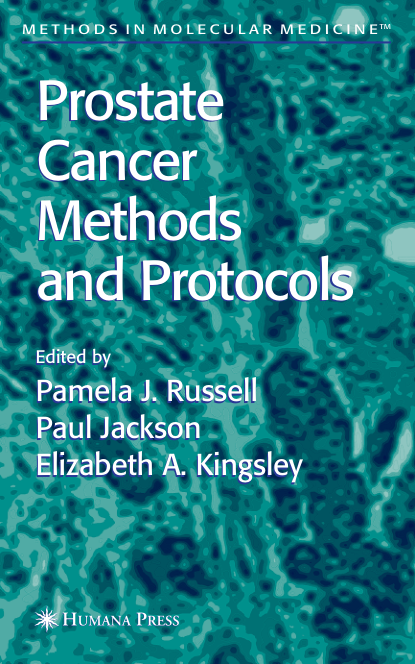 METHODS IN MOLECULAR MEDICINE™
Prostate
Cancer
Methods
and Protocols
Edited by
Pamela J. Russell
Paul Jackson
Elizabeth A. Kingsley
HUMANA PRESS